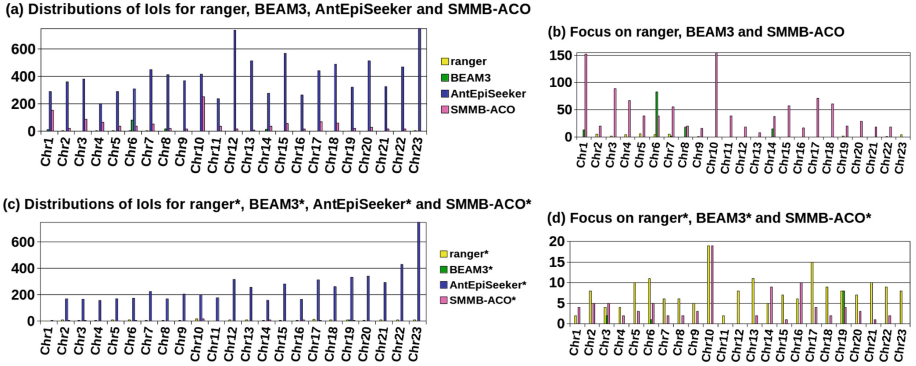 (a) Distributions of IoIs for ranger, BEAM3, AntEpiSeeker and SMMB-ACO
600
400
200
0
Chr1
Chr2
Chr3
Chr4
Chr5
Chr6
Chr7
Chr8
Chr9
Chr10
Chr11
Chr12
Chr13
Chr14
Chr15
Chr16
Chr17
Chr18
Chr19
Chr20
Chr21
Chr22
Chr23
ranger
BEAM3
AntEpiSeeker
SMMB-ACO
(b) Focus on ranger, BEAM3 and SMMB-ACO
150
100
50
0
Chr1
Chr2
Chr3
Chr4
Chr5
Chr6
Chr7
Chr8
Chr9
Chr10
Chr11
Chr12
Chr13
Chr14
Chr15
Chr16
Chr17
Chr18
Chr19
Chr20
Chr21
Chr22
Chr23
(c) Distributions of IoIs for ranger*, BEAM3*, AntEpiSeeker* and SMMB-ACO*
600
400
200
0
Chr1
Chr2
Chr3
Chr4
Chr5
Chr6
Chr7
Chr8
Chr9
Chr10
Chr11
Chr12
Chr13
Chr14
Chr15
Chr16
Chr17
Chr18
Chr19
Chr20
Chr21
Chr22
Chr23
ranger*
BEAM3*
AntEpiSeeker*
SMMB-ACO*
(d) Focus on ranger*, BEAM3* and SMMB-ACO*
20
15
10
5
0
Chr1
Chr2
Chr3
Chr4
Chr5
Chr6
Chr7
Chr8
Chr9
Chr10
Chr11
Chr12
Chr13
Chr14
Chr15
Chr16
Chr17
Chr18
Chr19
Chr20
Chr21
Chr22
Chr23